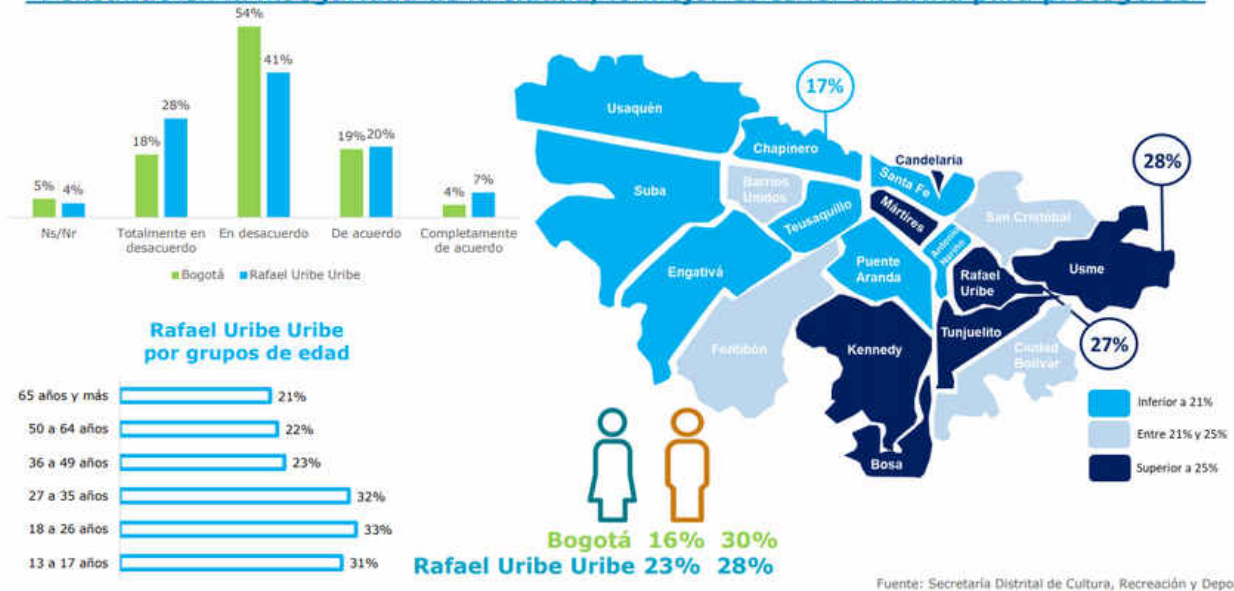 54%
41%
28%
18%
19%
20%
5%
4%
4%
7%
Ns/Nr
Totalmente en
desacuerdo
En desacuerdo
De acuerdo
Completamente
de acuerdo
Bogotá
Rafael Uribe Uribe
Rafael Uribe Uribe
por grupos de edad
65 años y más
21%
50 a 64 años
22%
36 a 49 años
23%
27 a 35 años
32%
18 a 26 años
33%
13 a 17 años
31%
17%
28%
27%
Usaquén
Chapinero
Candelaria
Santa Fe
Suba
Barrios
Unidos
Teusaquillo
Mártires
San Cristóbal
Antonio
Nariño
Engativá
Puente
Aranda
Rafael
Uribe
Usme
Fontibón
Kennedy
Tunjuelito
Ciudad
Bolívar
Bosa
Inferior a 21%
Entre 21% y 25%
Superior a 25%
Bogotá 16% 30%
Rafael Uribe Uribe 23% 28%
Fuente: Secretaría Distrital de Cultura, Recreación y Depo